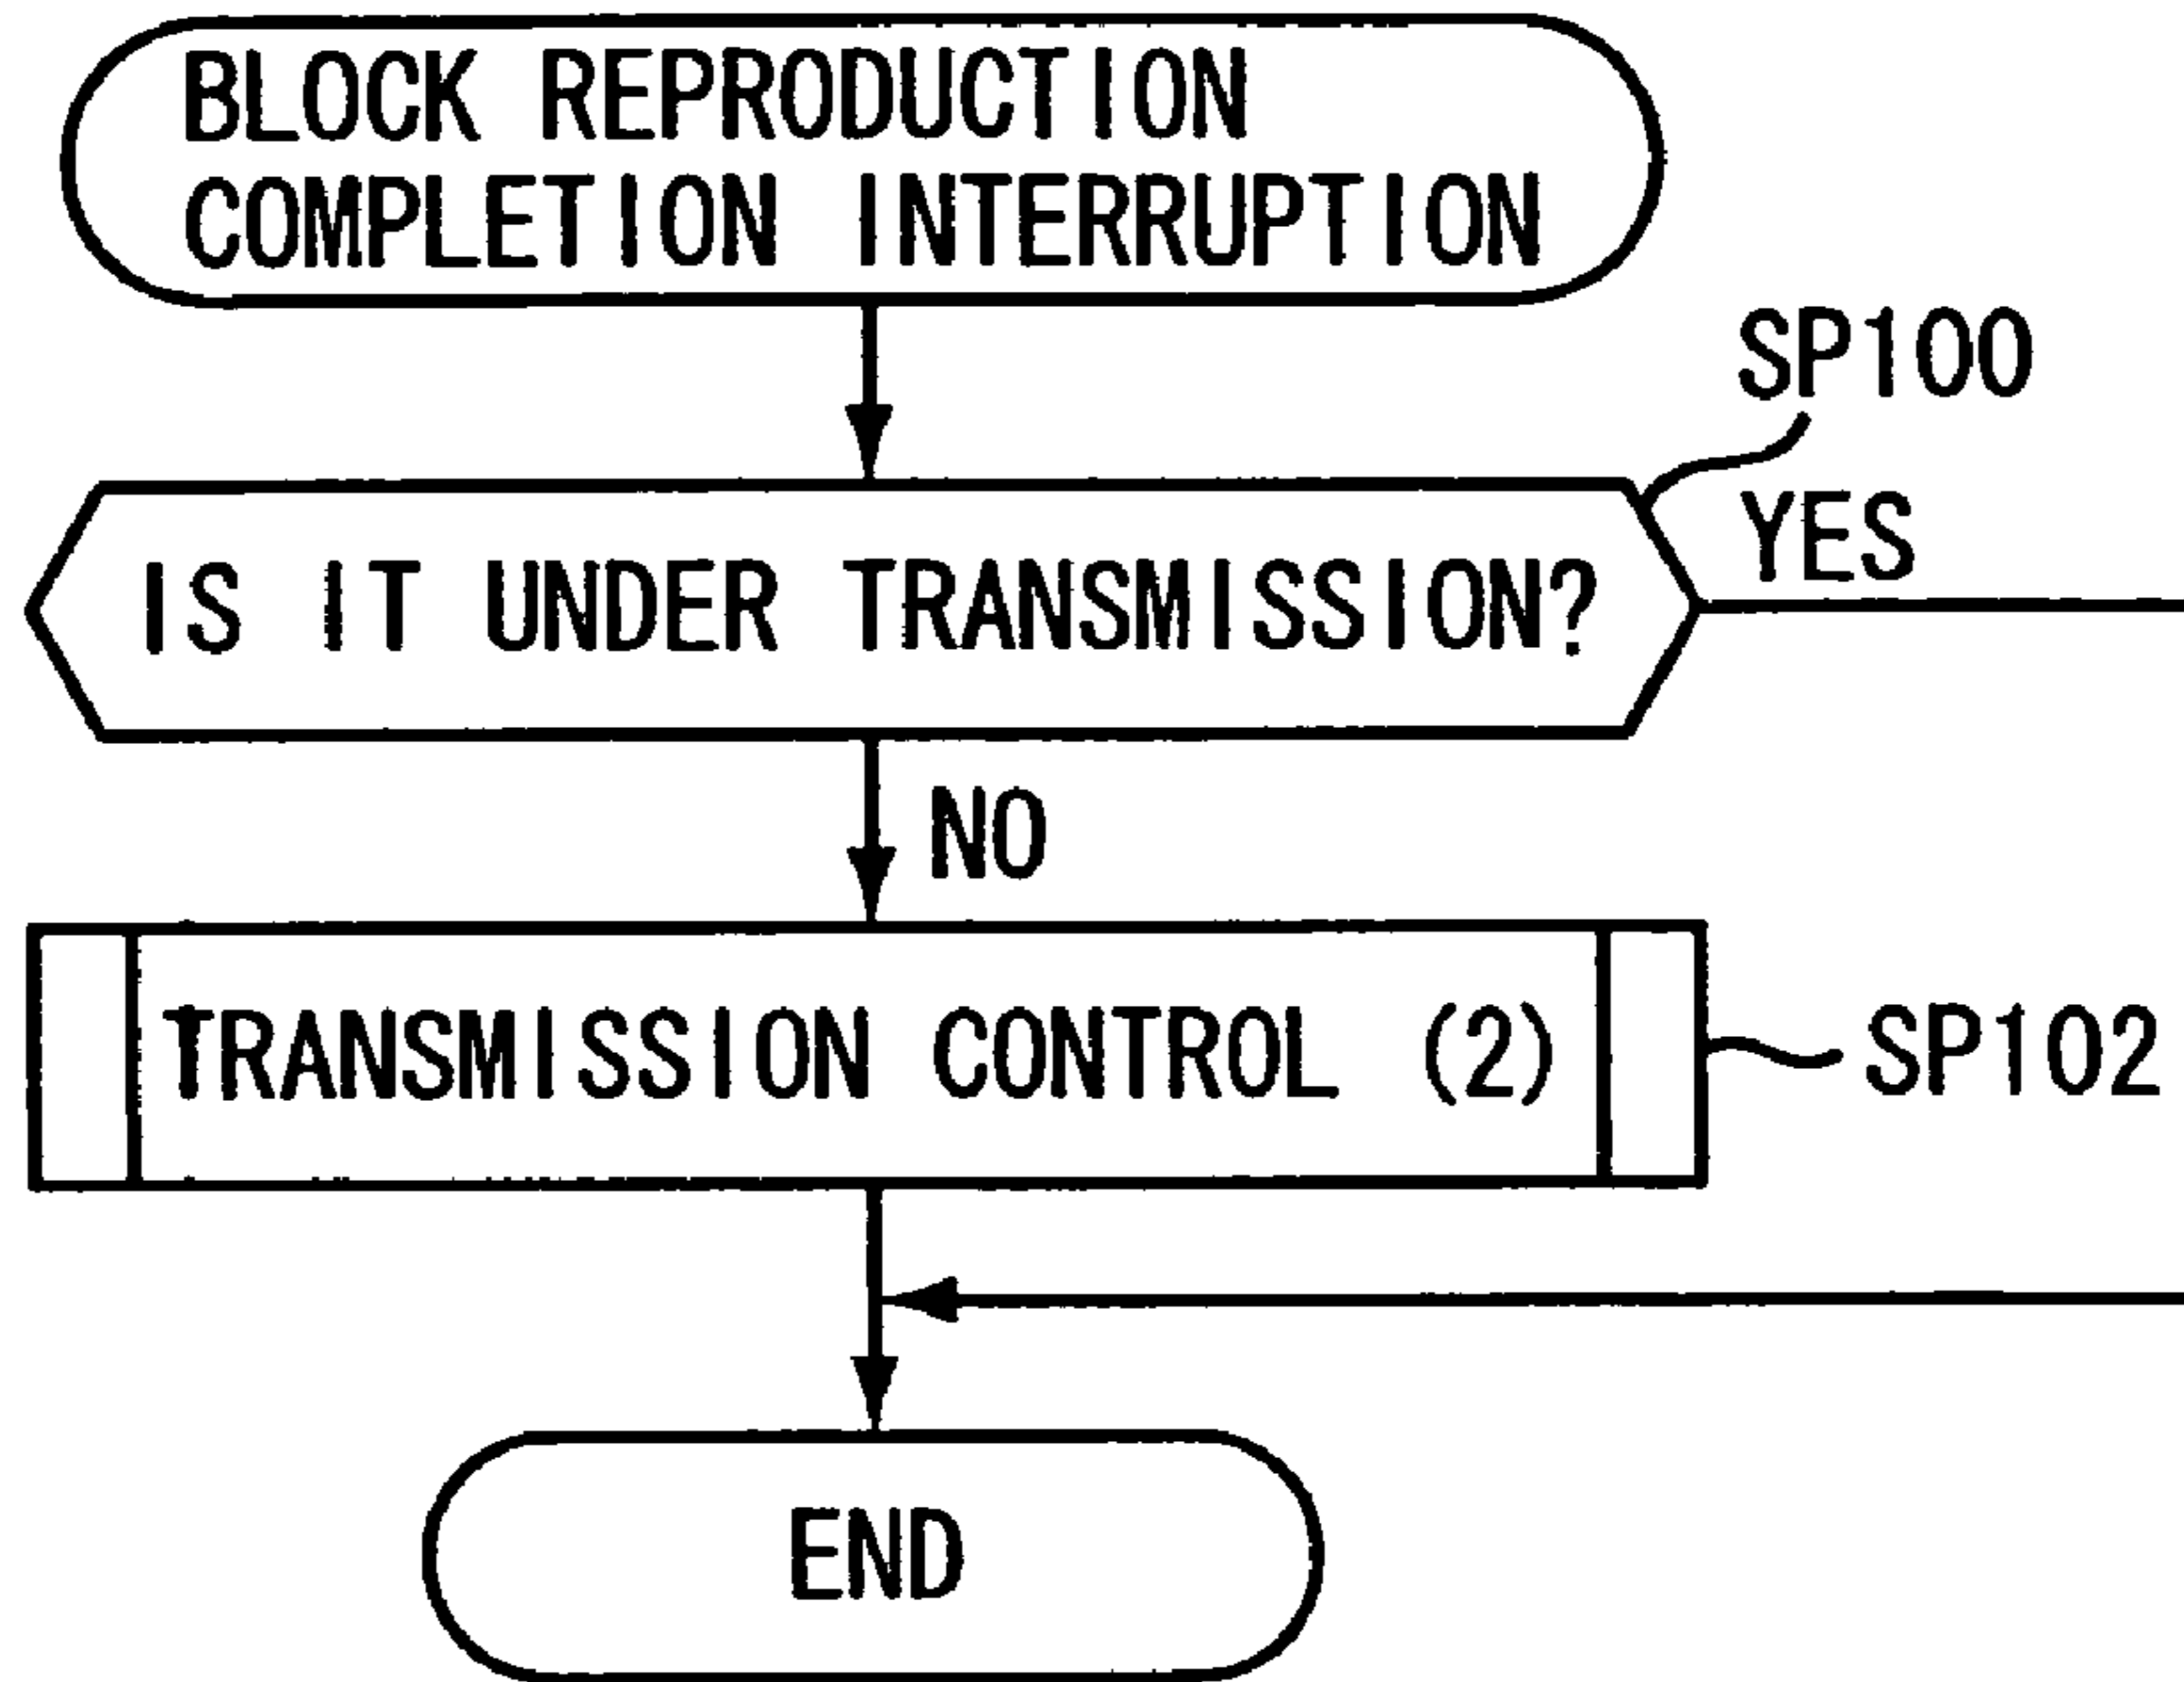 BLOCK REPRODUCTION
COMPLETION INTERRUPTION
SP100
YES
IS IT UNDER TRANSMISSION?
NO
TRANSMISSION CONTROL (2)
SP102
END